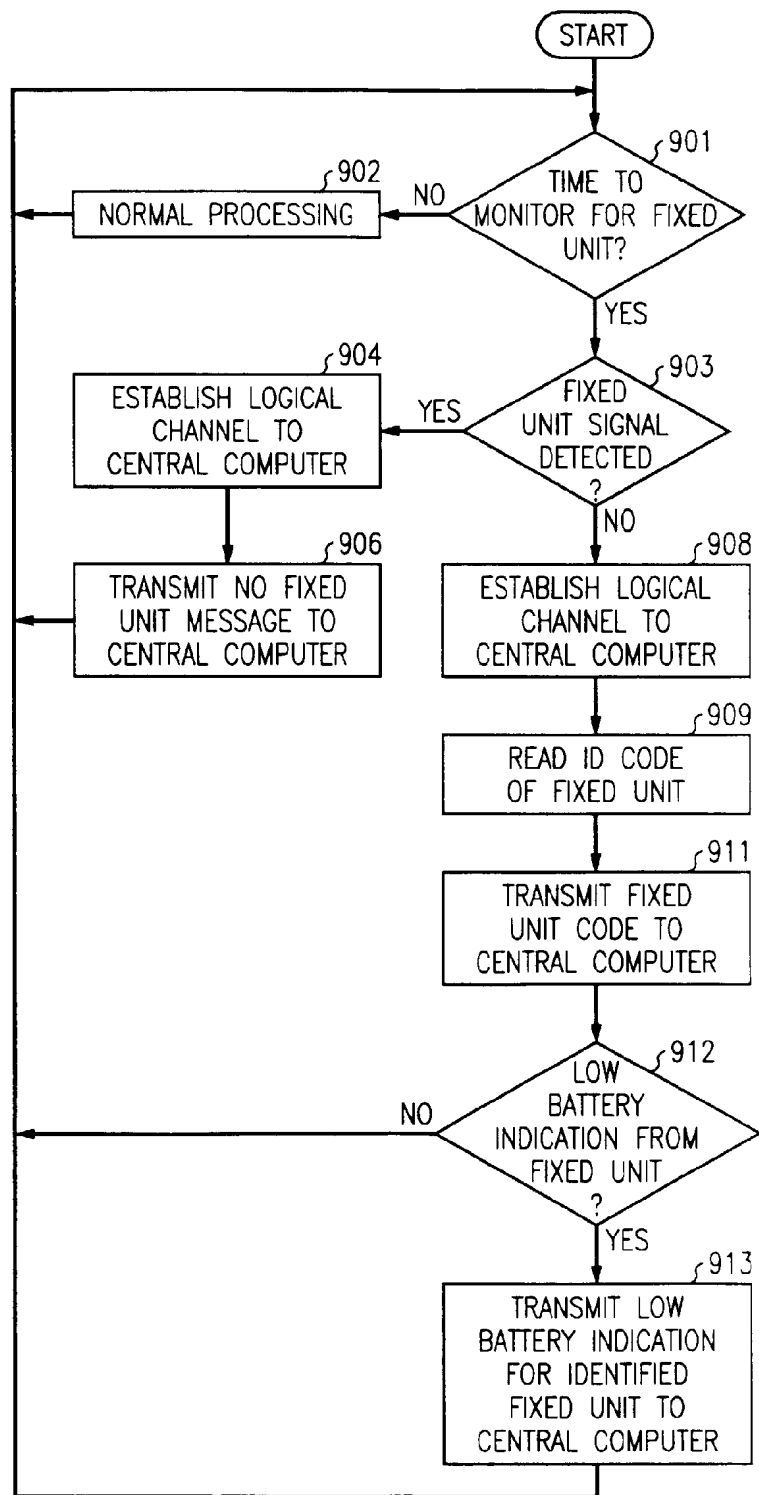 START
901
TIME TO
MONITOR FOR FIXED
UNIT?
NO
902
NORMAL PROCESSING
YES
903
FIXED
UNIT SIGNAL
DETECTED
?
YES
904
ESTABLISH LOGICAL
CHANNEL TO
CENTRAL COMPUTER
906
TRANSMIT NO FIXED
UNIT MESSAGE TO
CENTRAL COMPUTER
NO
908
ESTABLISH LOGICAL
CHANNEL TO
CENTRAL COMPUTER
909
READ ID CODE
OF FIXED UNIT
911
TRANSMIT FIXED
UNIT CODE TO
CENTRAL COMPUTER
912
LOW
BATTERY
INDICATION FROM
FIXED UNIT
?
NO
YES
913
TRANSMIT LOW
BATTERY INDICATION
FOR IDENTIFIED
FIXED UNIT TO
CENTRAL COMPUTER